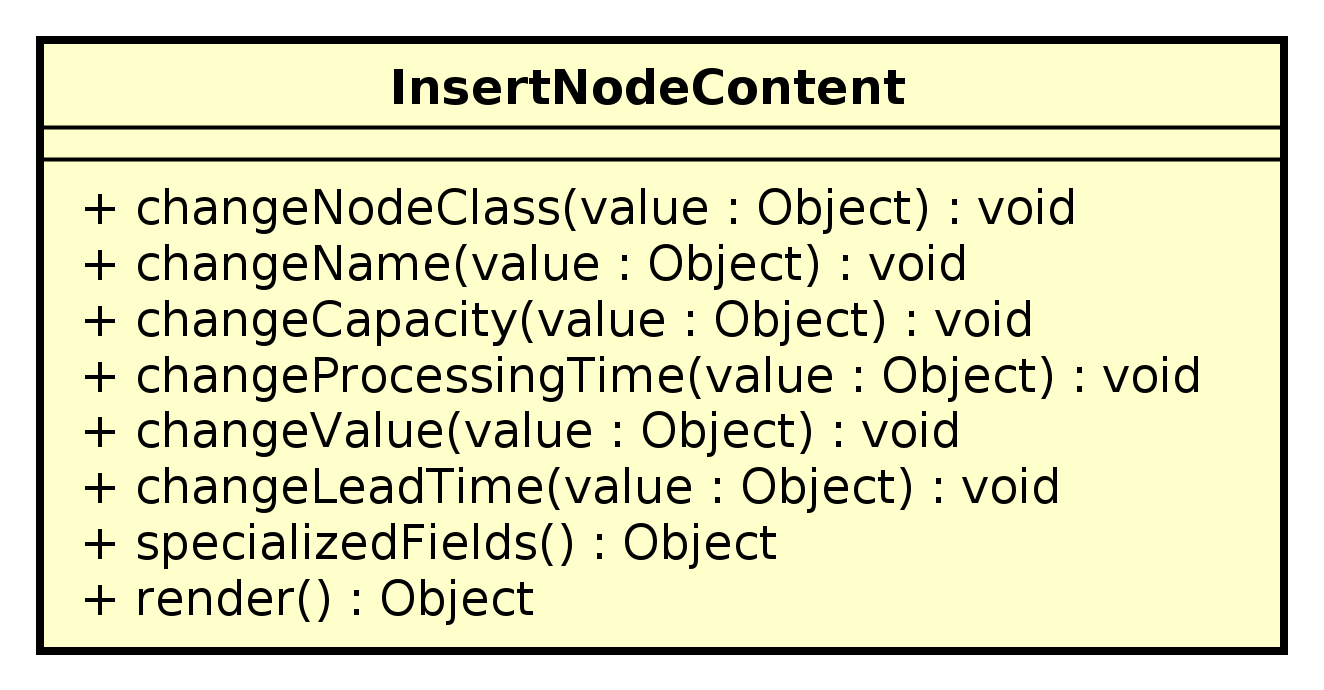 InsertNodeContent
+ changeNodeClass(value : Object) : void
+ changeName(value : Object) : void
+ changeCapacity(value : Object) : void
+ changeProcessingTime(value : Object) : void
+ changeValue(value : Object) : void
+ changeLeadTime(value : Object) : void
+ specializedFields() : Object
+ render() : Object